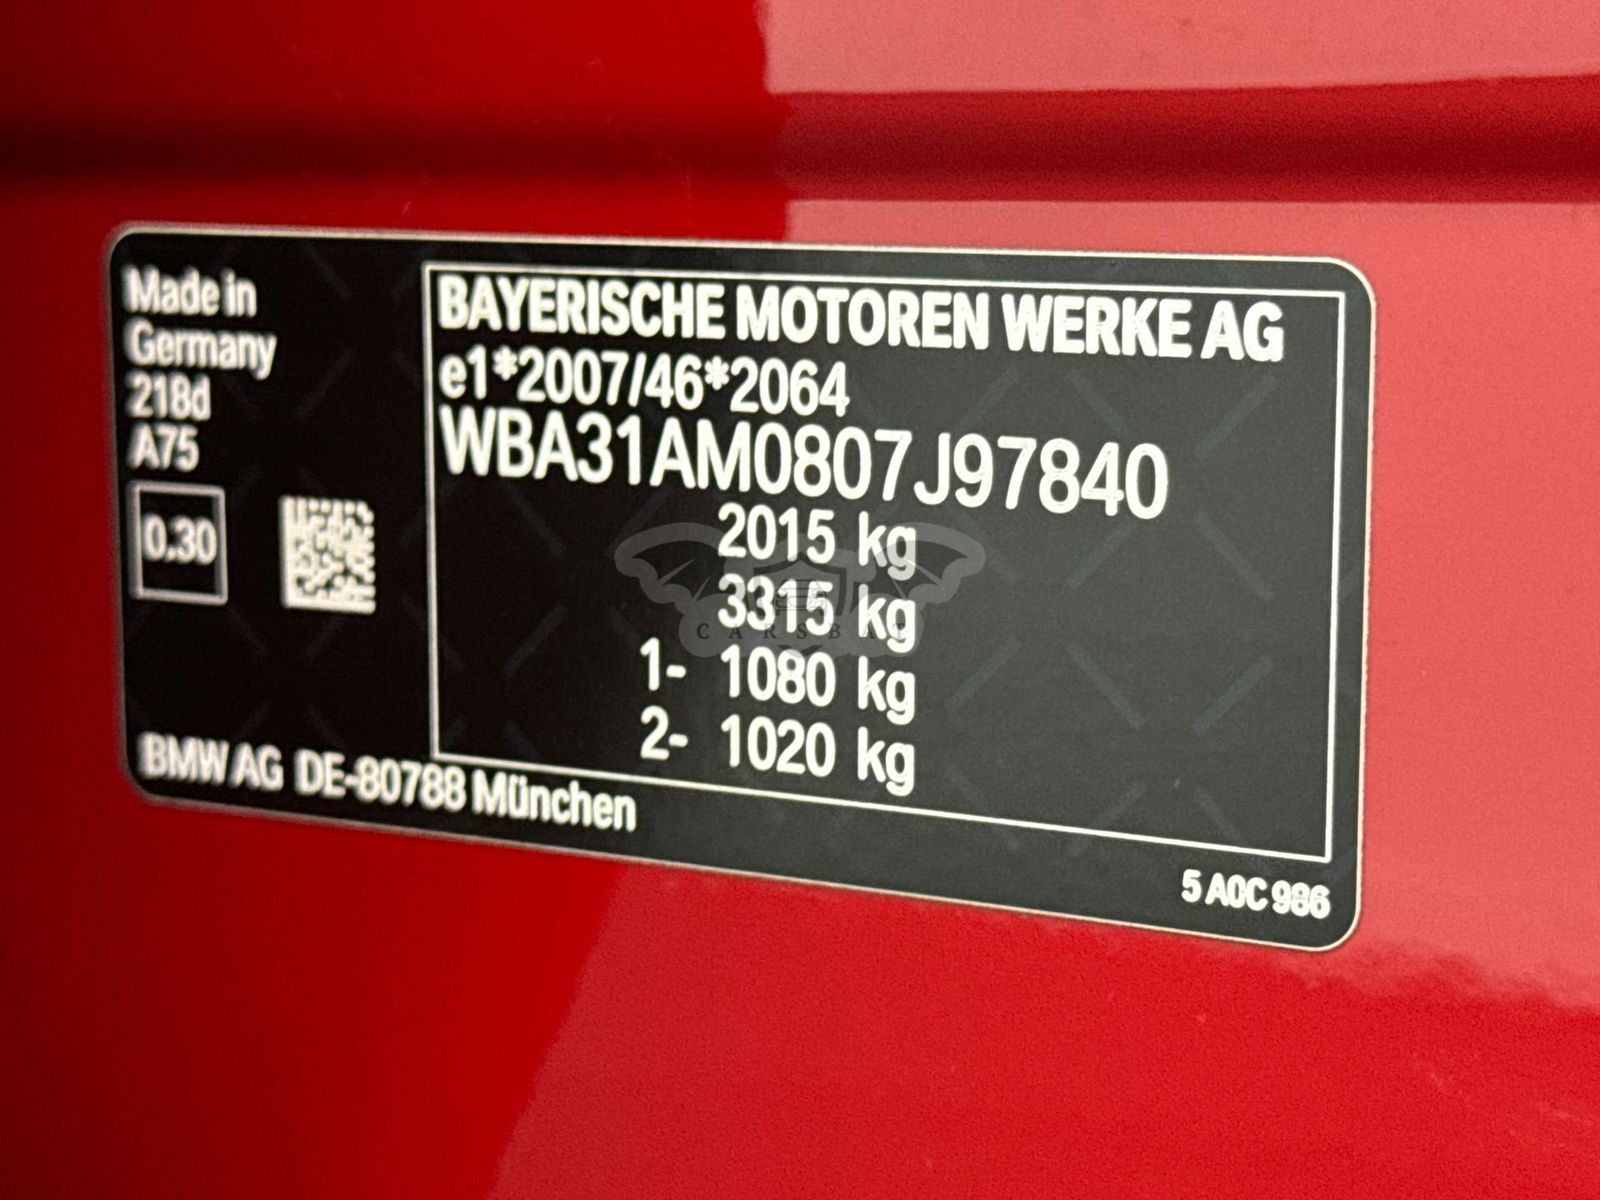 Made in
Germany
218d
A75
0.30
BAYERISCHE MOTOREN WERKE AG
e1*2007/46*2064
WBA31AM0807J97840
2015 kg
3315 kg
1- 1080 kg
2- 1020 kg
CARSBAT
BMW AG DE-80788 München
5 A0C 986